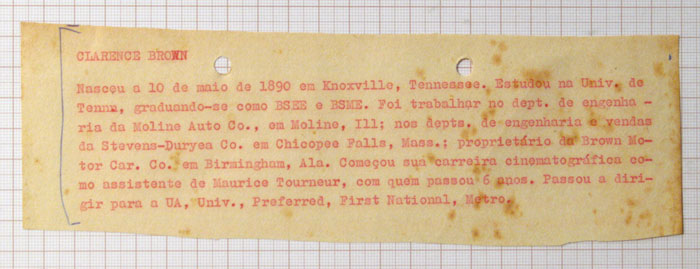 CLARENCE BROWN
Nasceu a 10 de maio de 1890 em Knoxville, Tennessee. Estudou na Univ. de
Tenne, graduando-se como BSEE e BSME. Foi trabalhar no dept. de engenha -
ria da Moline Auto Co., em Moline, Ill; nos depts. de engenharia e vendas
da Stevens-Duryea Co. em Chicopee Falls, Mass.; proprietário da Brown Mo-
tor Car. Co. em Birmingham, Ala. Começou sua carreira cinematográfica co-
mo assistente de Maurice Tourneur, com quem passou 6 anos. Passou a diri-
gir para a UA, Univ., Preferred, First National, Metro.